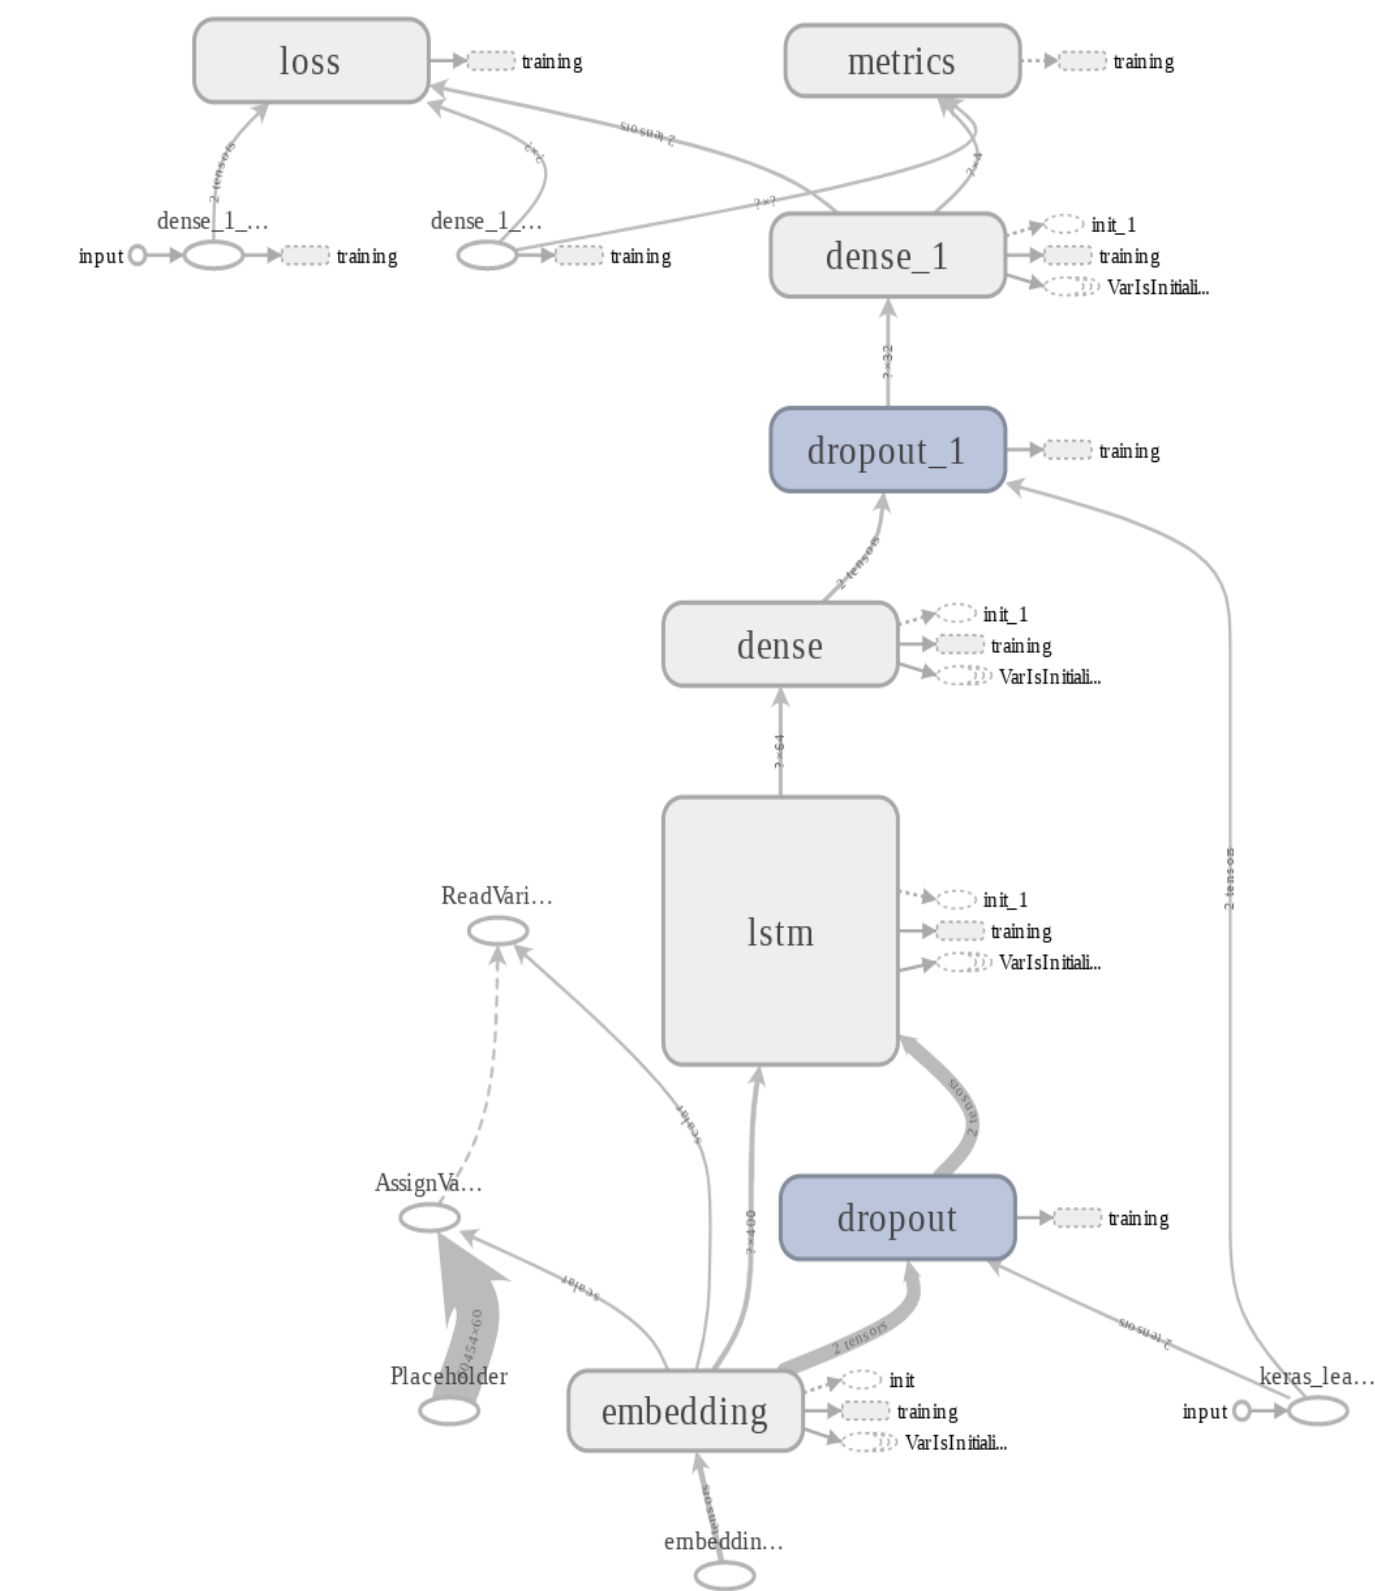 loss
training
metrics
training
2 tensors
?×?
2 tensors
?×4
?×?
dense_1_...
dense_1_...
input
training
training
dense_1
init_1
training
VarIsInitiali...
?×32
dropout_1
training
2 tensors
dense
init_1
training
VarIsInitiali...
?×64
2 tensors
ReadVari...
lstm
init_1
training
VarIsInitiali...
2 tensors
scalar
AssignVa...
dropout
training
?×400
scalar
2 tensors
2 tensors
Placeholder
keras_lea...
embedding
init
training
VarIsInitiali...
input
tensors
embeddin...